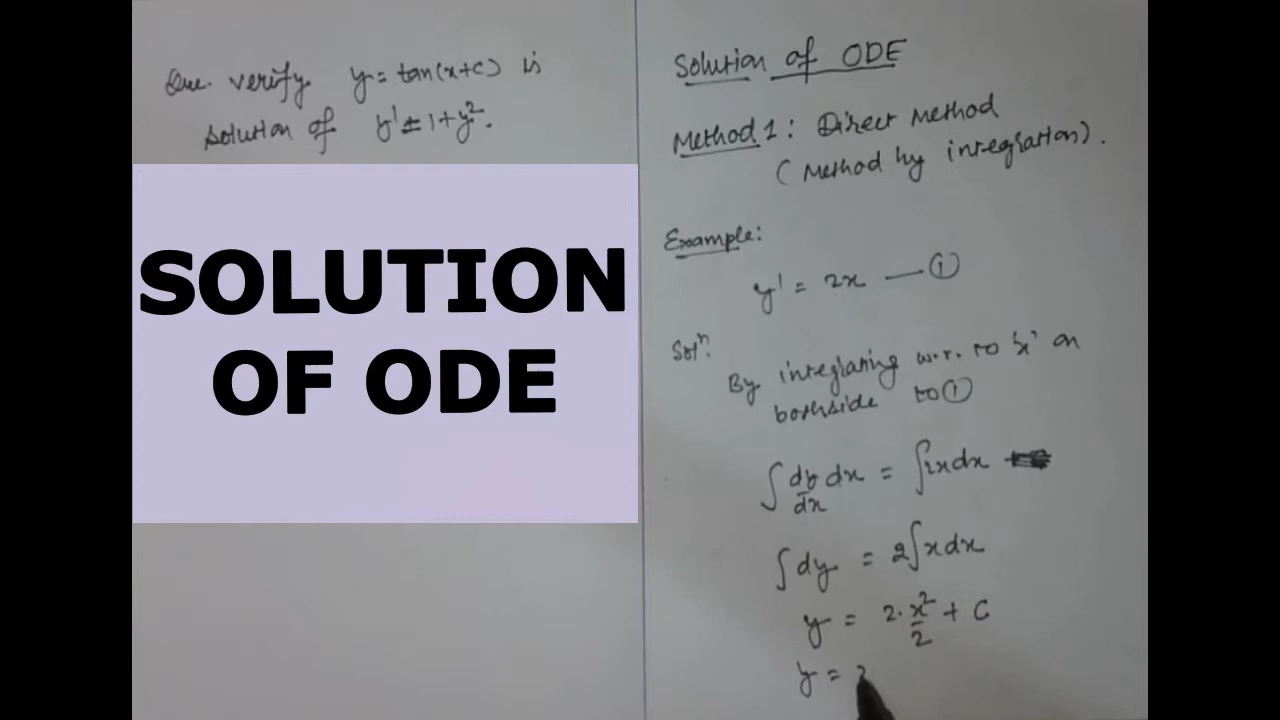 Que. verify y = tan(x+c) is
solution of y' = 1+y².
SOLUTION
OF ODE
Solution of ODE
Method 1: Direct Method
(Method by integration).
Example:
y' = 2x —①
Solⁿ.
By integrating w.r. to 'x' on
bothside to ①
∫ dy/dx dx = ∫2x dx
∫ dy = 2∫x dx
y = 2·x²/2 + C
y =